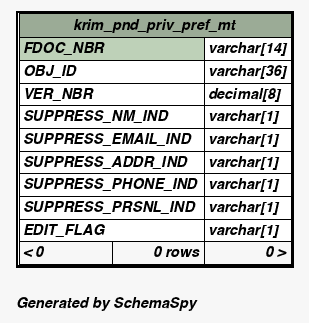 krim_pnd_priv_pref_mt
FDOC_NBR varchar[14]
OBJ_ID varchar[36]
VER_NBR decimal[8]
SUPPRESS_NM_IND varchar[1]
SUPPRESS_EMAIL_IND varchar[1]
SUPPRESS_ADDR_IND varchar[1]
SUPPRESS_PHONE_IND varchar[1]
SUPPRESS_PRSNL_IND varchar[1]
EDIT_FLAG varchar[1]
< 0 0 rows 0 >
Generated by SchemaSpy